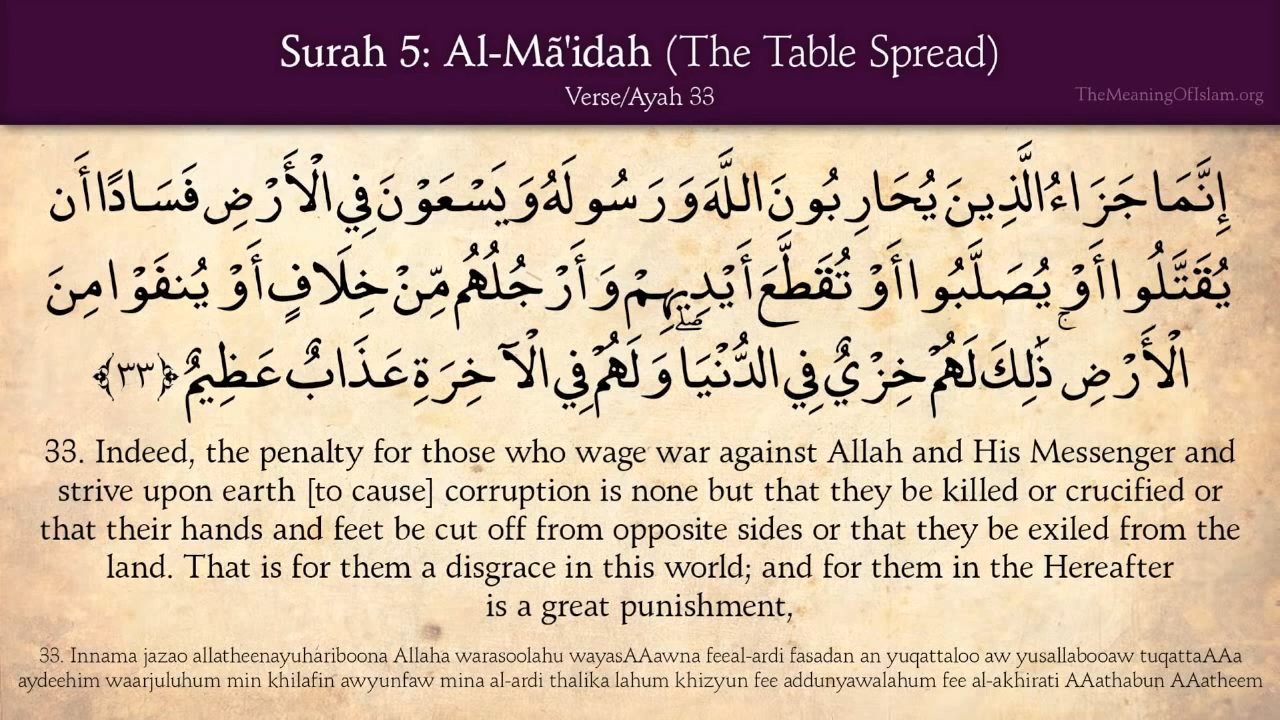 Surah 5: Al-Mã'idah (The Table Spread)
Verse/Ayah 33
TheMeaningOfIslam.org
إِنَّمَا جَزَاءُ الَّذِينَ يُحَارِبُونَ اللَّهَ وَرَسُولَهُ وَيَسْعَوْنَ فِي الْأَرْضِ فَسَادًا أَن
يُقَتَّلُوا أَوْ يُصَلَّبُوا أَوْ تُقَطَّعَ أَيْدِيهِمْ وَأَرْجُلُهُم مِّنْ خِلَافٍ أَوْ يُنفَوْا مِنَ
الْأَرْضِ ۚ ذَٰلِكَ لَهُمْ خِزْيٌ فِي الدُّنْيَا ۖ وَلَهُمْ فِي الْآخِرَةِ عَذَابٌ عَظِيمٌ ﴿٣٣﴾
33. Indeed, the penalty for those who wage war against Allah and His Messenger and
strive upon earth [to cause] corruption is none but that they be killed or crucified or
that their hands and feet be cut off from opposite sides or that they be exiled from the
land. That is for them a disgrace in this world; and for them in the Hereafter
is a great punishment,
33. Innama jazao allatheenayuhariboona Allaha warasoolahu wayasAAawna feeal-ardi fasadan an yuqattaloo aw yusallabooaw tuqattaAAa
aydeehim waarjuluhum min khilafin awyunfaw mina al-ardi thalika lahum khizyun fee addunyawalahum fee al-akhirati AAathabun AAatheem